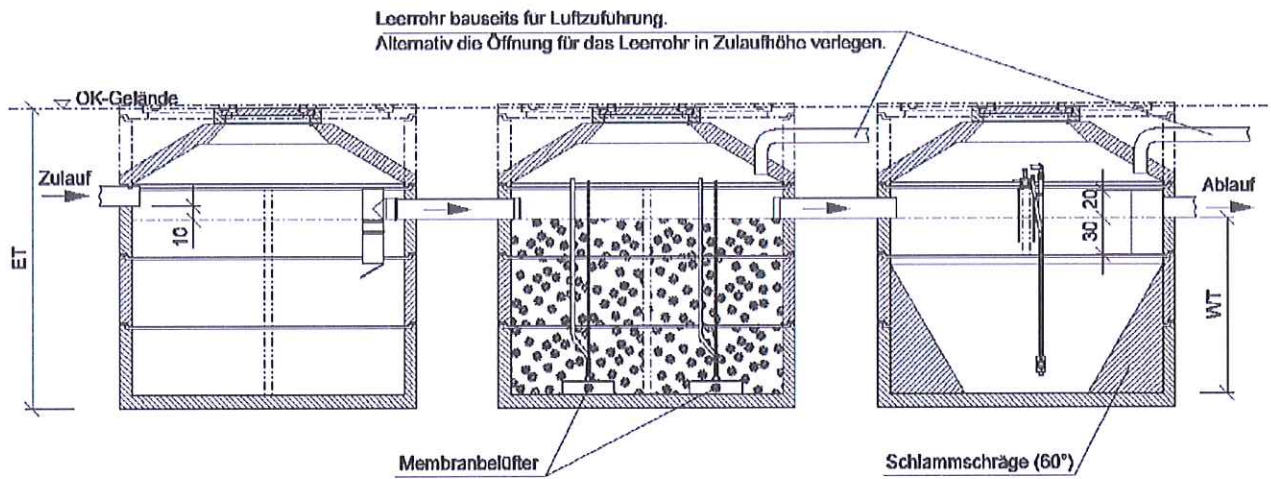 Leerrohr bauseits für Luftzuführung.
Alternativ die Öffnung für das Leerrohr in Zulaufhöhe verlegen.
OK-Gelände
Zulauf
Ablauf
10
20
30
ET
WT
Membranbelüfter
Schlammschräge (60°)